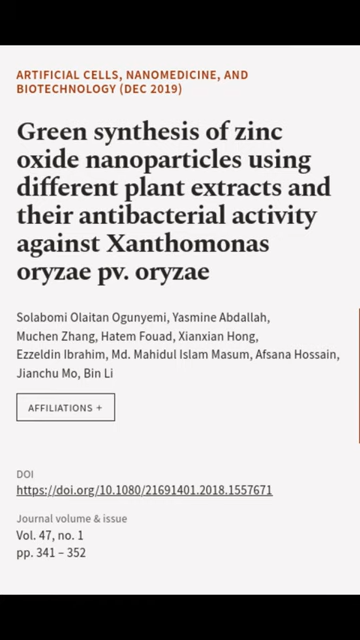 ARTIFICIAL CELLS, NANOMEDICINE, AND
BIOTECHNOLOGY (DEC 2019)
Green synthesis of zinc
oxide nanoparticles using
different plant extracts and
their antibacterial activity
against Xanthomonas
oryzae pv. oryzae
Solabomi Olaitan Ogunyemi, Yasmine Abdallah,
Muchen Zhang, Hatem Fouad, Xianxian Hong,
Ezzeldin Ibrahim, Md. Mahidul Islam Masum, Afsana Hossain,
Jianchu Mo, Bin Li
AFFILIATIONS +
DOI
https://doi.org/10.1080/21691401.2018.1557671
Journal volume & issue
Vol. 47, no. 1
pp. 341 – 352